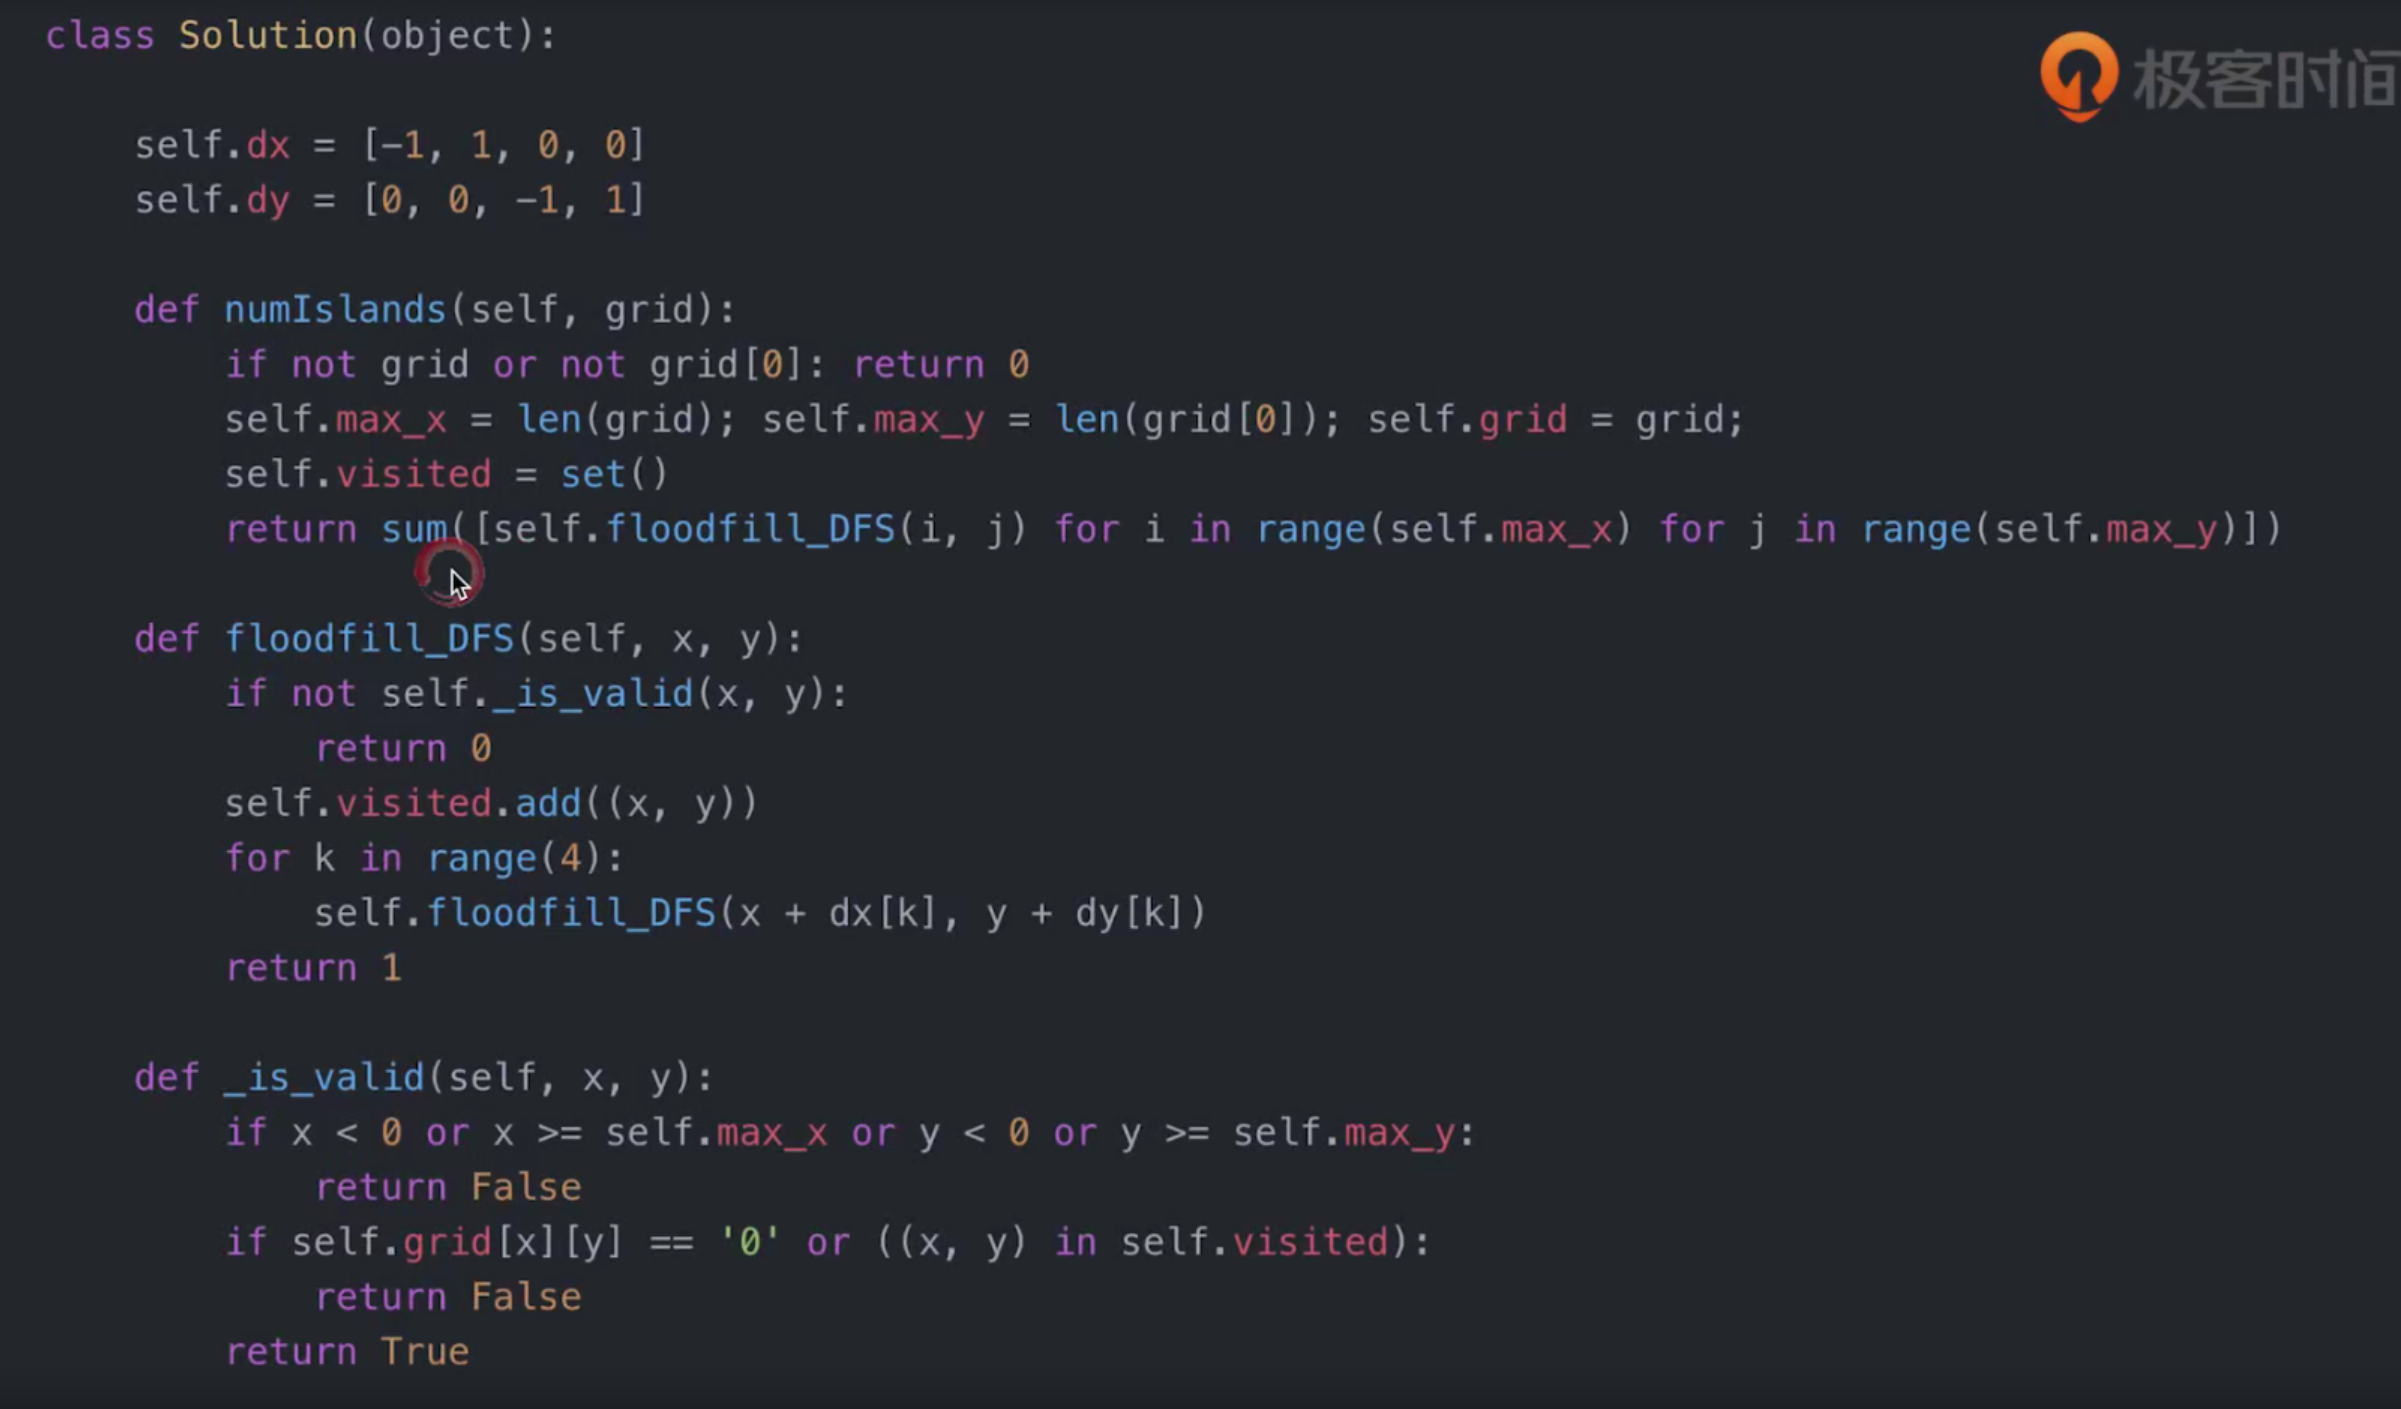 class Solution(object):
极客时间
self.dx = [-1, 1, 0, 0]
self.dy = [0, 0, -1, 1]
def numIslands(self, grid):
if not grid or not grid[0]: return 0
self.max_x = len(grid); self.max_y = len(grid[0]); self.grid = grid;
self.visited = set()
return sum([self.floodfill_DFS(i, j) for i in range(self.max_x) for j in range(self.max_y)])
def floodfill_DFS(self, x, y):
if not self._is_valid(x, y):
return 0
self.visited.add((x, y))
for k in range(4):
self.floodfill_DFS(x + dx[k], y + dy[k])
return 1
def _is_valid(self, x, y):
if x < 0 or x >= self.max_x or y < 0 or y >= self.max_y:
return False
if self.grid[x][y] == '0' or ((x, y) in self.visited):
return False
return True